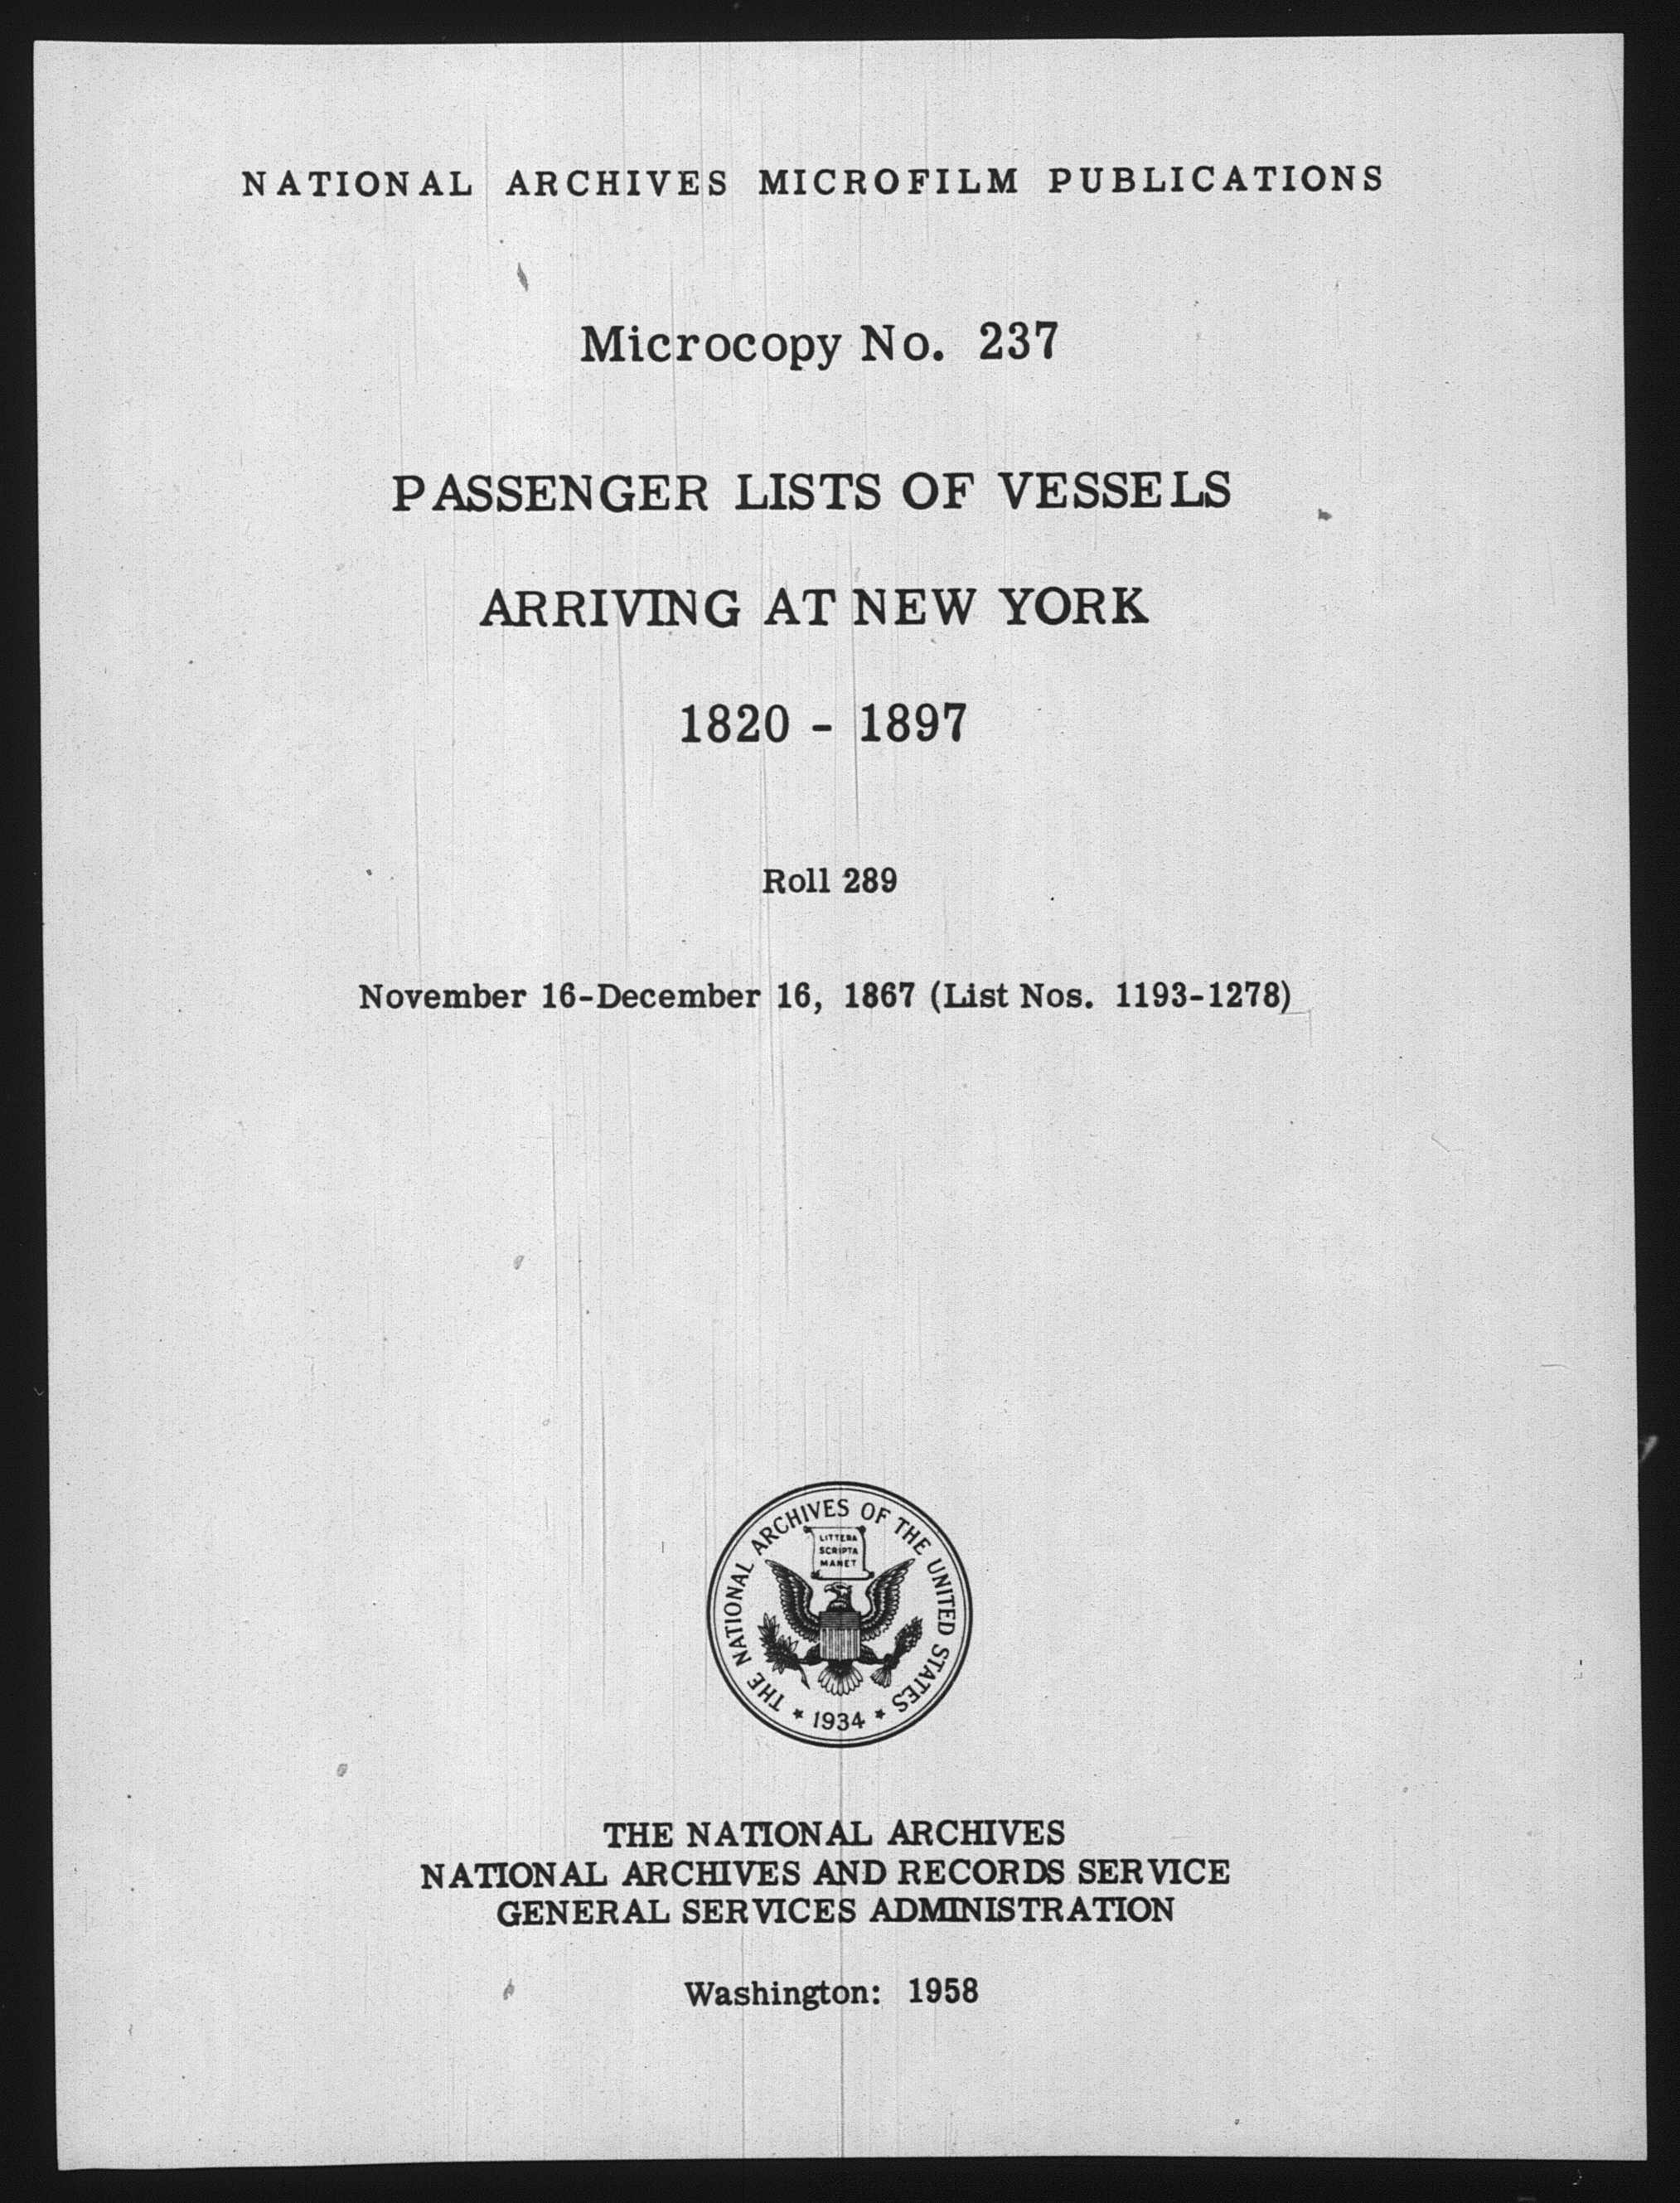 NATIONAL ARCHIVES MICROFILM PUBLICATIONS
Microcopy No. 237
PASSENGER LISTS OF VESSELS
ARRIVING AT NEW YORK
1820 - 1897
Roll 289
November 16-December 16, 1867 (List Nos. 1193-1278)
THE NATIONAL ARCHIVES OF THE UNITED STATES
LITTERA
SCRIPTA
MANET
* 1934 *
THE NATIONAL ARCHIVES
NATIONAL ARCHIVES AND RECORDS SERVICE
GENERAL SERVICES ADMINISTRATION
Washington: 1958